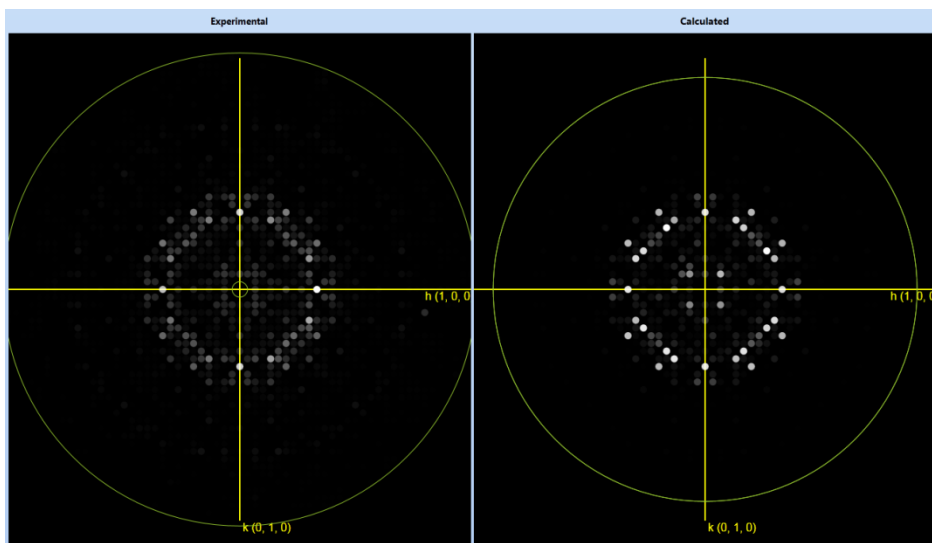 Experimental
Calculated
h (1, 0, 0
h (1, 0, 0
k (0, 1, 0)
k (0, 1, 0)